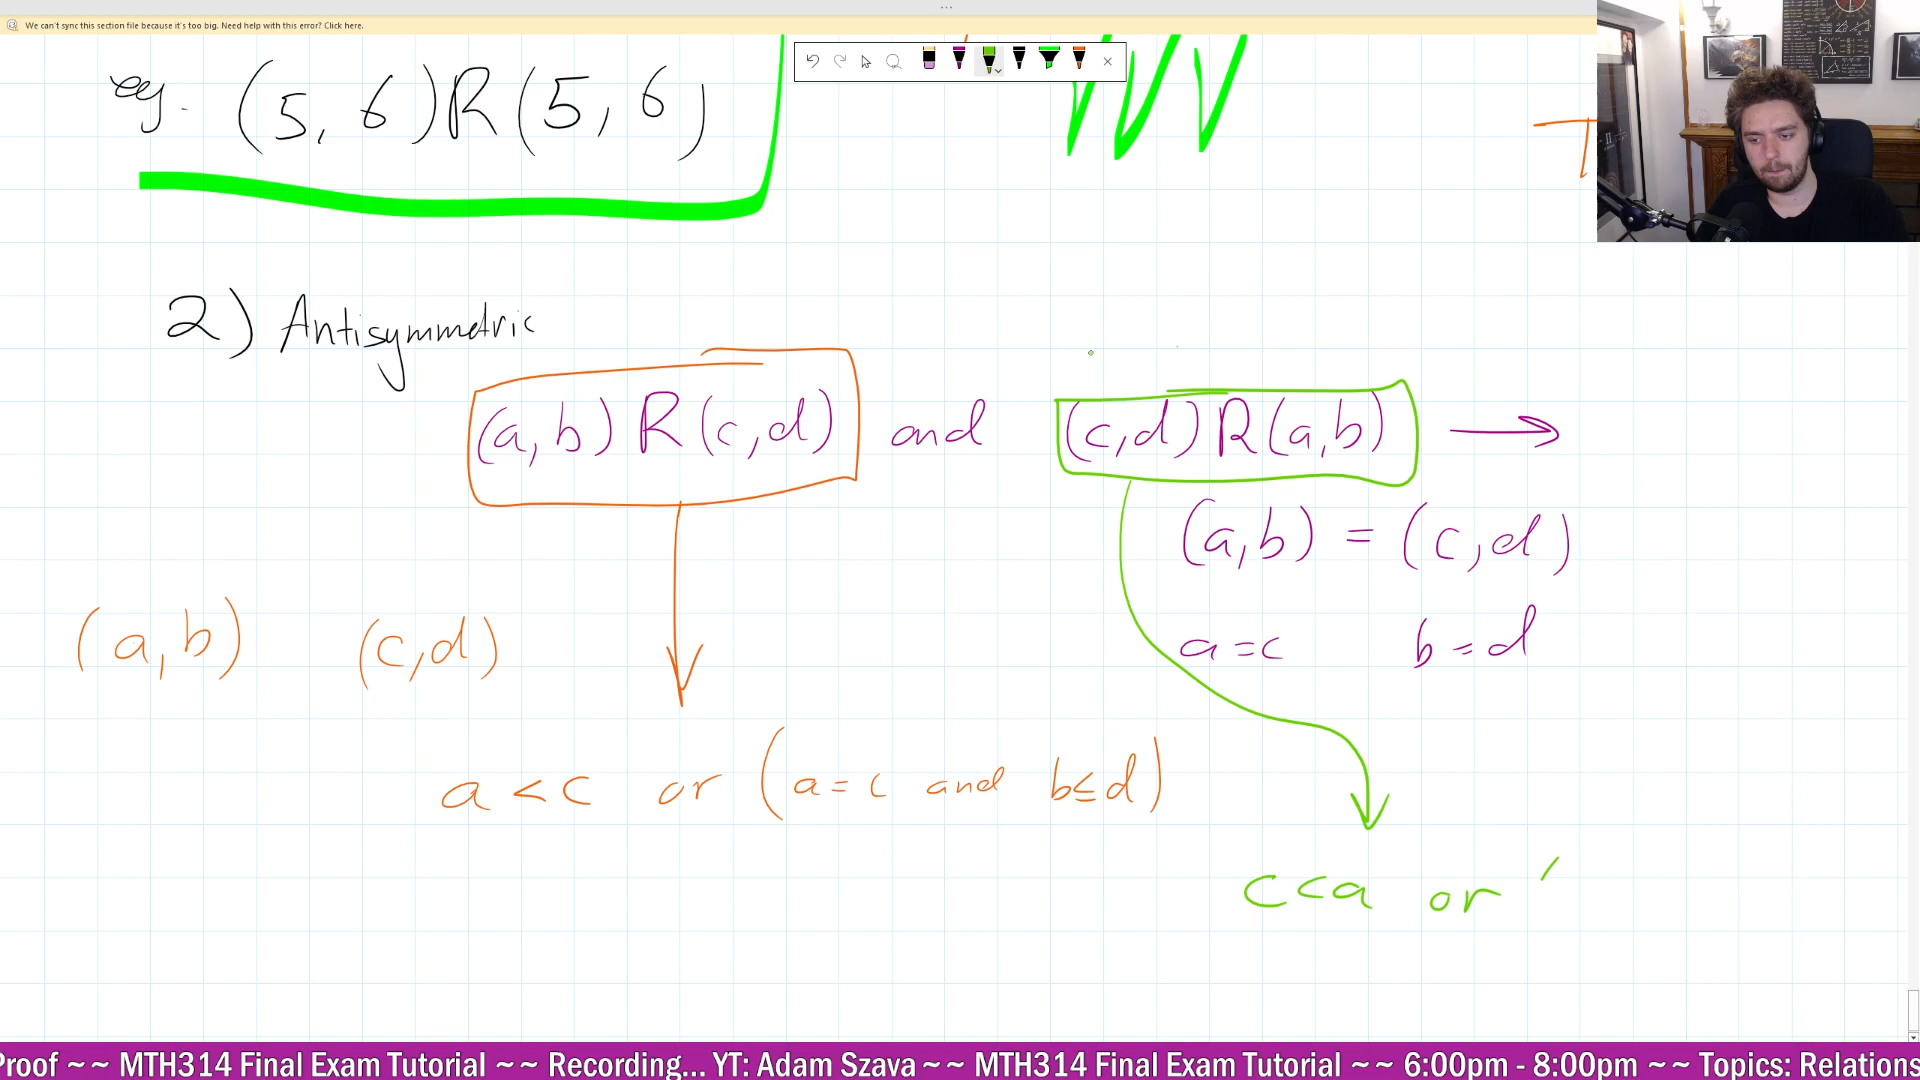 We can't sync this section file because it's too big. Need help with this error? Click here.
eg. (5, 6) R (5, 6)
2) Antisymmetric
(a, b) R (c, d) and (c, d) R (a, b) →
(a, b) = (c, d)
(a, b) (c, d)
a = c b = d
a < c or (a = c and b ≤ d)
c < a or
Proof ~~ MTH314 Final Exam Tutorial ~~ Recording... YT: Adam Szava ~~ MTH314 Final Exam Tutorial ~~ 6:00pm - 8:00pm ~~ Topics: Relations